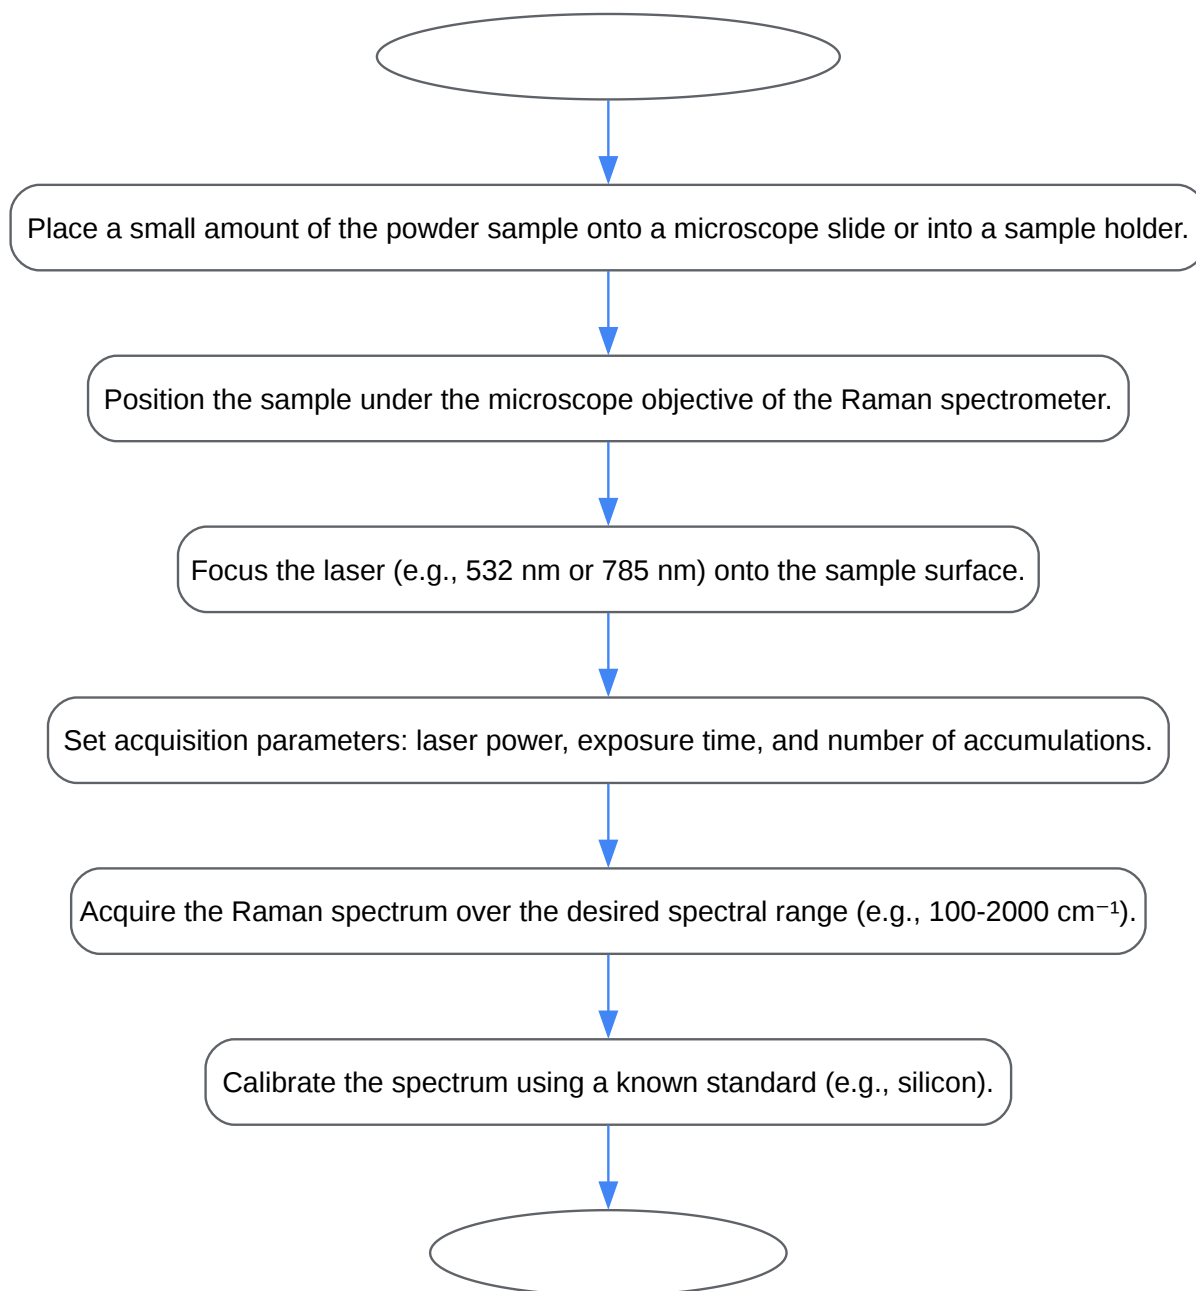 Place a small amount of the powder sample onto a microscope slide or into a sample holder.
Position the sample under the microscope objective of the Raman spectrometer.
Focus the laser (e.g., 532 nm or 785 nm) onto the sample surface.
Set acquisition parameters: laser power, exposure time, and number of accumulations.
Acquire the Raman spectrum over the desired spectral range (e.g., 100-2000 cm⁻¹).
Calibrate the spectrum using a known standard (e.g., silicon).